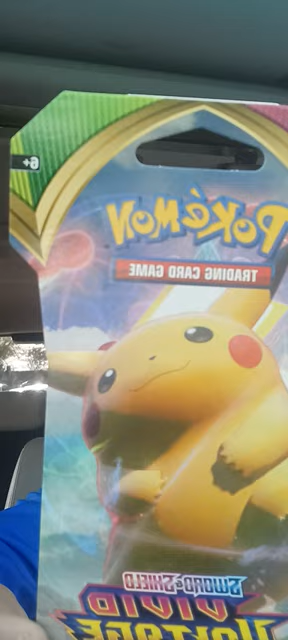 6+
POKÉMON
TRADING CARD GAME
SWORD & SHIELD
VIVID
VOLTAGE